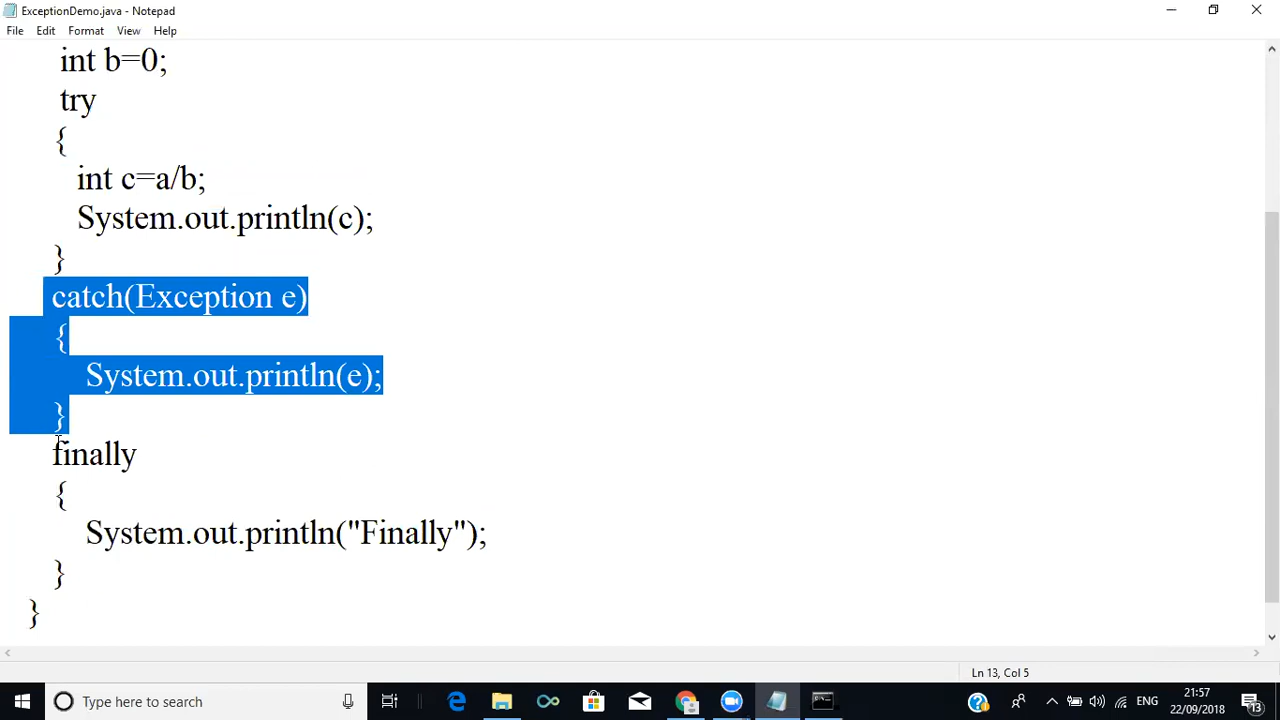 ExceptionDemo.java - Notepad
File Edit Format View Help
int b=0;
try
{
int c=a/b;
System.out.println(c);
}
catch(Exception e)
{
System.out.println(e);
}
finally
{
System.out.println("Finally");
}
}
Ln 13, Col 5
Type here to search
ENG
21:57
22/09/2018
13